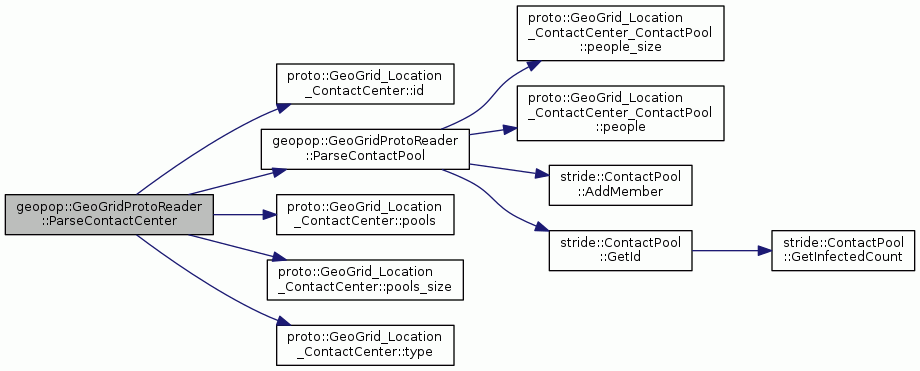 geopop::GeoGridProtoReader
::ParseContactCenter
proto::GeoGrid_Location
_ContactCenter::id
geopop::GeoGridProtoReader
::ParseContactPool
proto::GeoGrid_Location
_ContactCenter::pools
proto::GeoGrid_Location
_ContactCenter::pools_size
proto::GeoGrid_Location
_ContactCenter::type
proto::GeoGrid_Location
_ContactCenter_ContactPool
::people_size
proto::GeoGrid_Location
_ContactCenter_ContactPool
::people
stride::ContactPool
::AddMember
stride::ContactPool
::GetId
stride::ContactPool
::GetInfectedCount